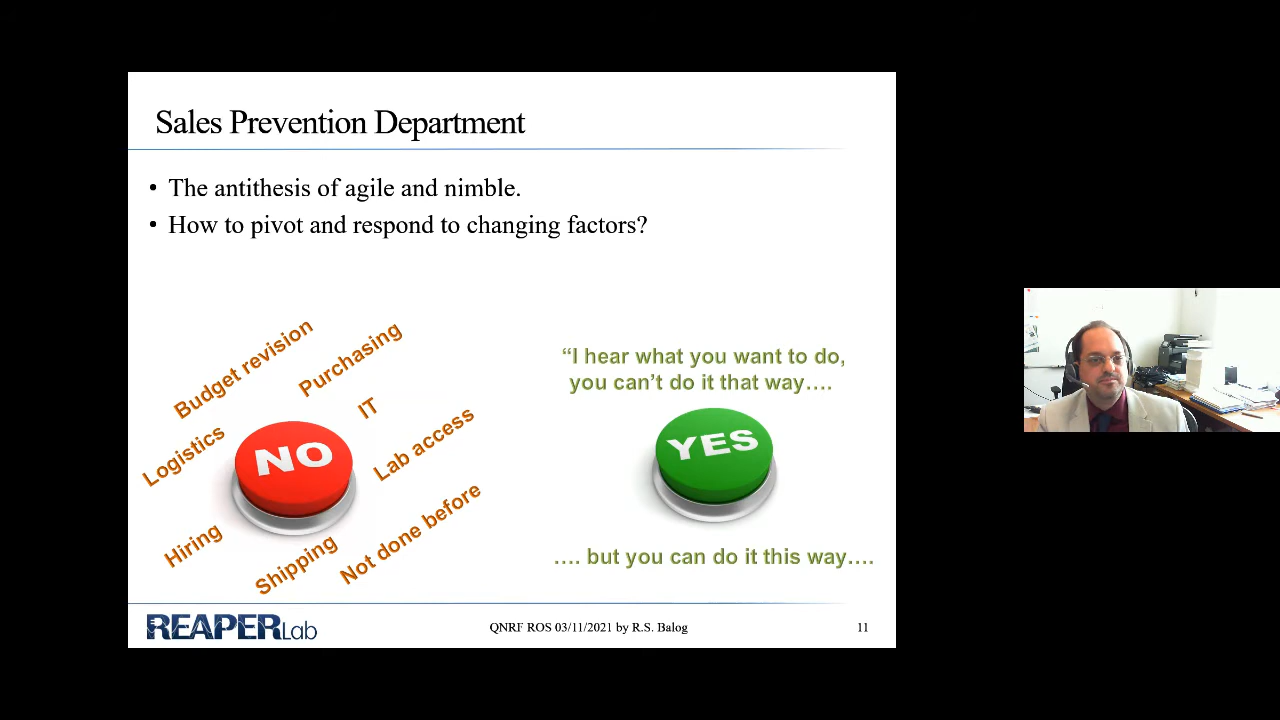 Sales Prevention Department
• The antithesis of agile and nimble.
• How to pivot and respond to changing factors?
Budget revision
Purchasing
IT
Logistics
Lab access
NO
Hiring
Shipping
Not done before
“I hear what you want to do,
you can’t do it that way….
YES
…. but you can do it this way….
REAPERLab
QNRF ROS 03/11/2021 by R.S. Balog
11